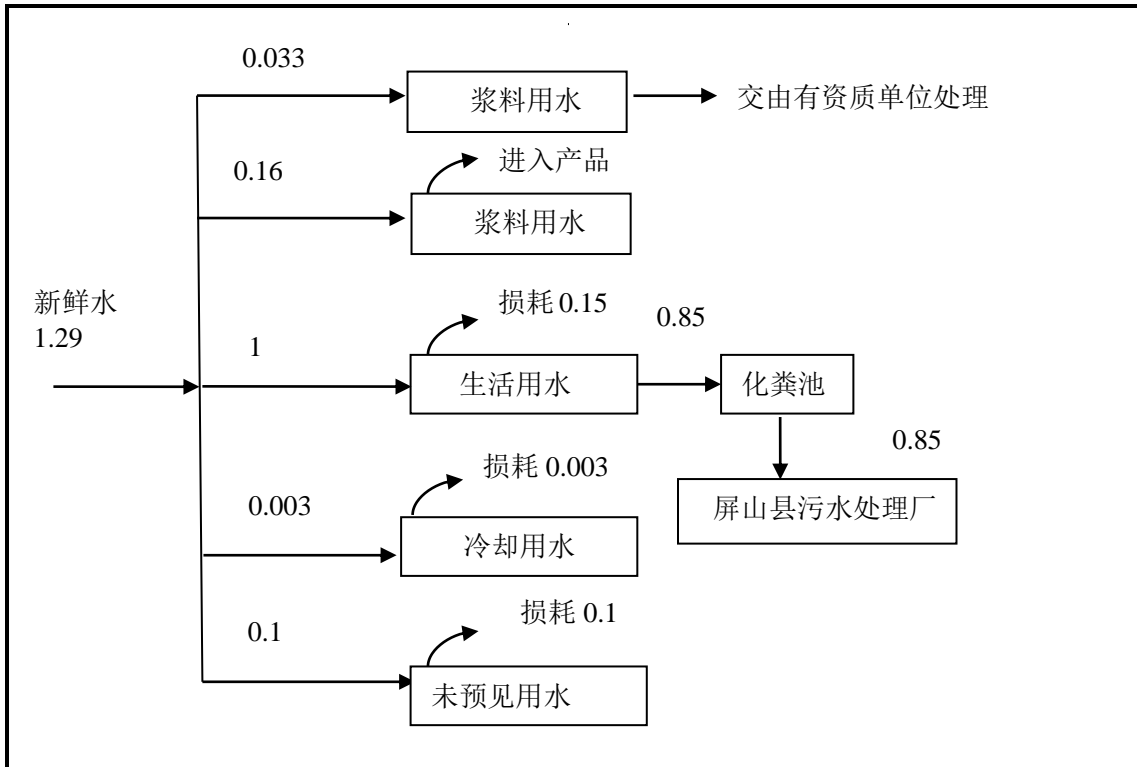 0.033
浆料用水
交由有资质单位处理
0.16
进入产品
浆料用水
新鲜水
1.29
1
损耗 0.15
0.85
生活用水
化粪池
0.85
屏山县污水处理厂
0.003
损耗 0.003
冷却用水
0.1
损耗 0.1
未预见用水